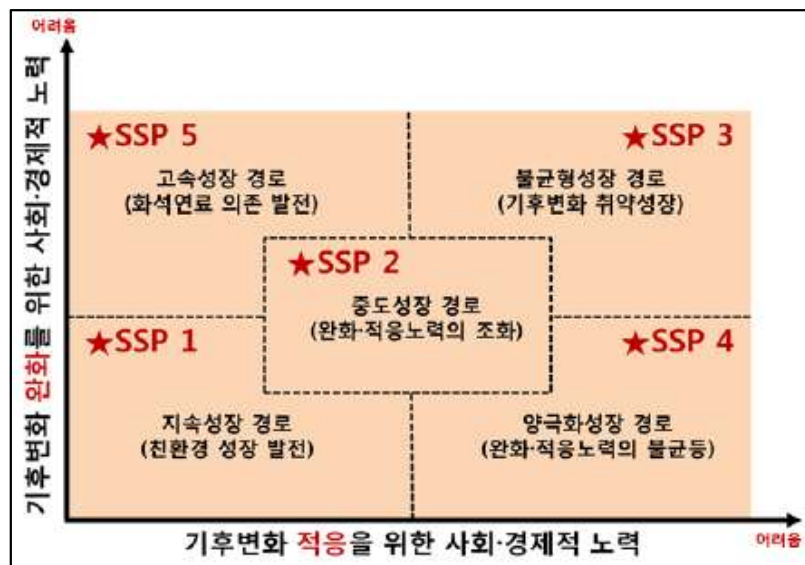 어려움
기후변화 완화를 위한 사회·경제적 노력
★SSP 5
고속성장 경로
(화석연료 의존 발전)
★SSP 3
불균형성장 경로
(기후변화 취약성장)
★SSP 2
중도성장 경로
(완화·적응노력의 조화)
★SSP 1
지속성장 경로
(친환경 성장 발전)
★SSP 4
양극화성장 경로
(완화·적응노력의 불균등)
기후변화 적응을 위한 사회·경제적 노력
어려움